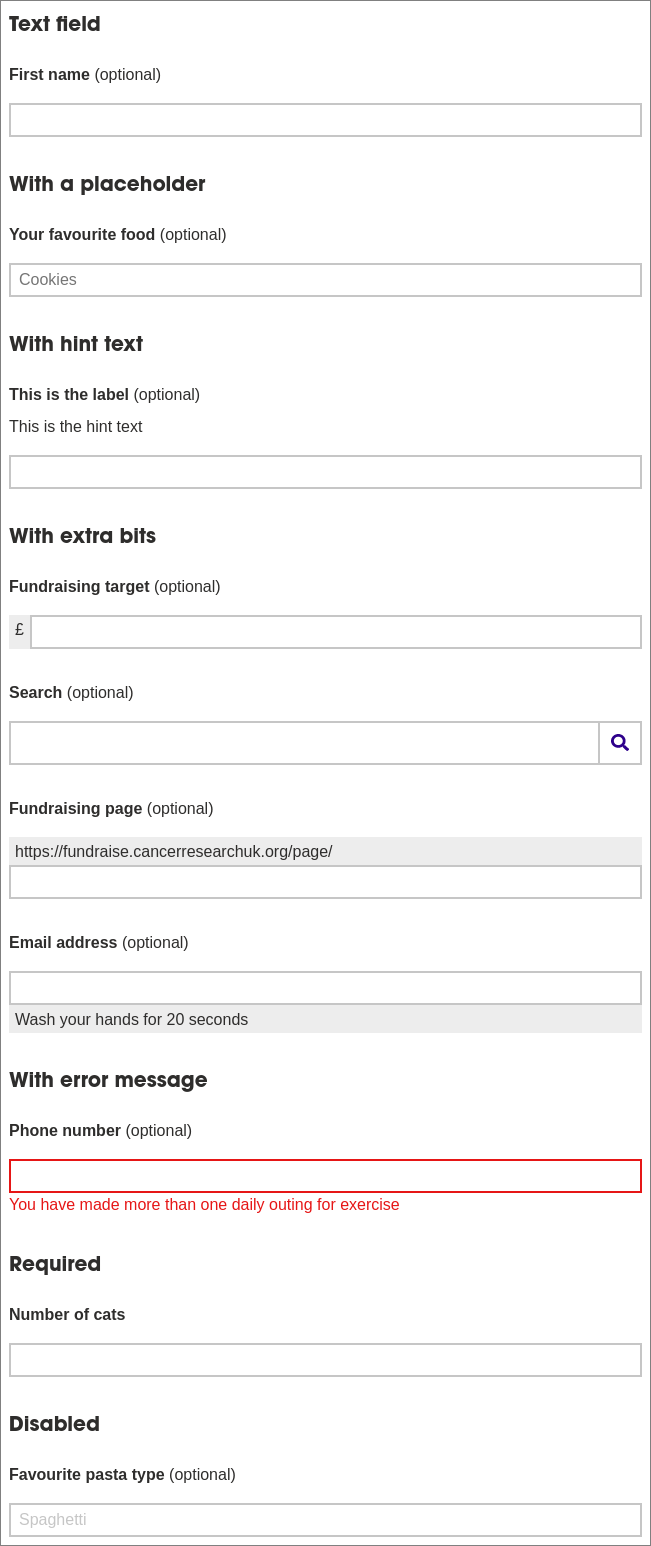 Text field
First name (optional)
With a placeholder
Your favourite food (optional)
Cookies
With hint text
This is the label (optional)
This is the hint text
With extra bits
Fundraising target (optional)
£
Search (optional)
Fundraising page (optional)
https://fundraise.cancerresearchuk.org/page/
Email address (optional)
Wash your hands for 20 seconds
With error message
Phone number (optional)
You have made more than one daily outing for exercise
Required
Number of cats
Disabled
Favourite pasta type (optional)
Spaghetti